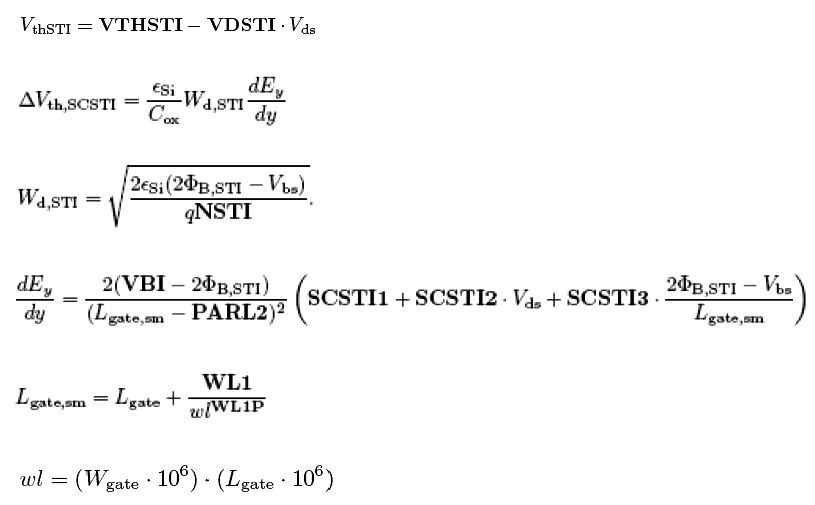 V_thSTI = VTHSTI − VDSTI · V_ds
ΔV_th,SCSTI = (ϵ_Si / C_ox) W_d,STI (dE_y / dy)
W_d,STI = √(2ϵ_Si(2Φ_B,STI − V_bs) / qNSTI).
dE_y / dy = (2(VBI − 2Φ_B,STI) / (L_gate,sm − PARL2)²) (SCSTI1 + SCSTI2 · V_ds + SCSTI3 · (2Φ_B,STI − V_bs) / L_gate,sm)
L_gate,sm = L_gate + WL1 / wl^WL1P
wl = (W_gate · 10⁶) · (L_gate · 10⁶)